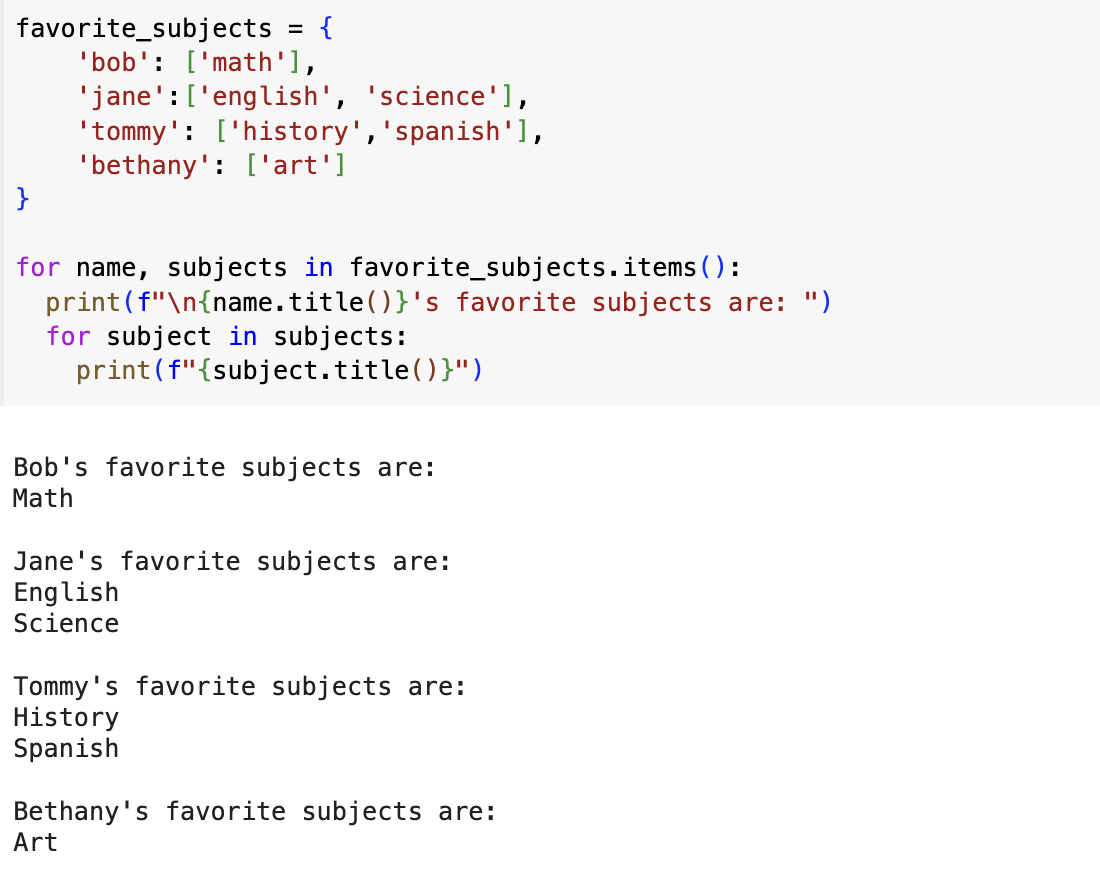 favorite_subjects = {
    'bob': ['math'],
    'jane':['english', 'science'],
    'tommy': ['history','spanish'],
    'bethany': ['art']
}

for name, subjects in favorite_subjects.items():
  print(f"\n{name.title()}'s favorite subjects are: ")
  for subject in subjects:
    print(f"{subject.title()}")

Bob's favorite subjects are:
Math

Jane's favorite subjects are:
English
Science

Tommy's favorite subjects are:
History
Spanish

Bethany's favorite subjects are:
Art